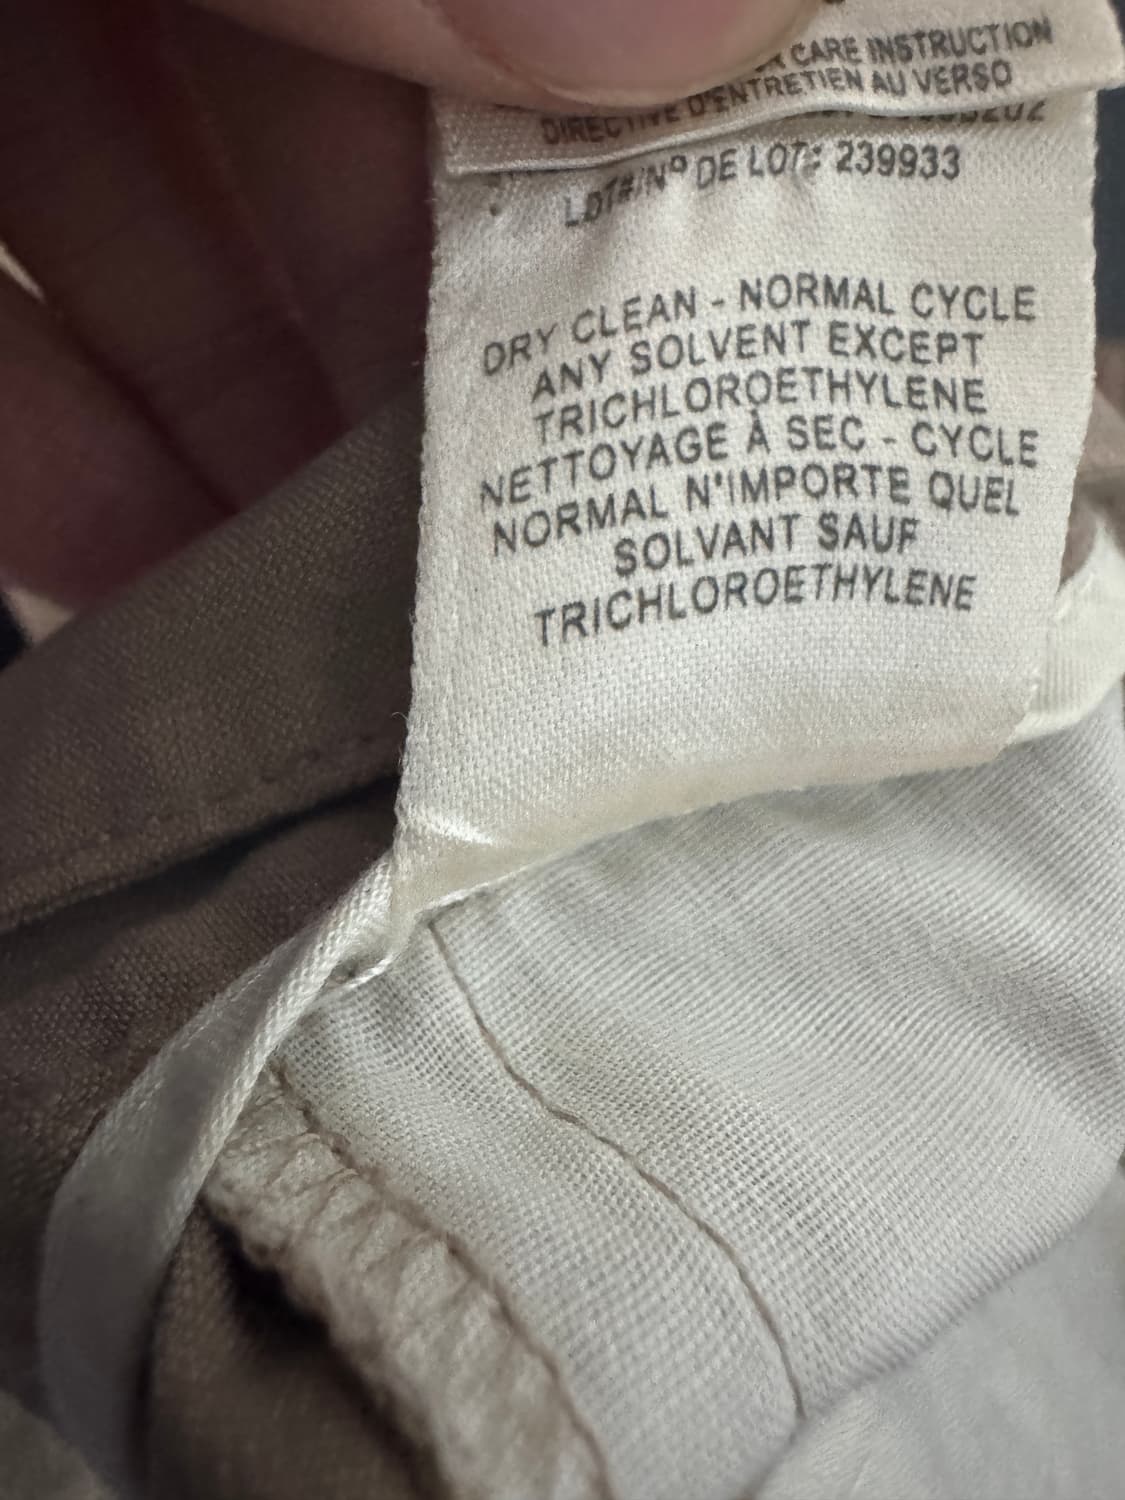 CARE INSTRUCTION
DIRECTIVE D'ENTRETIEN AU VERSO
LOT#/Nº DE LOT: 239933
DRY CLEAN - NORMAL CYCLE
ANY SOLVENT EXCEPT
TRICHLOROETHYLENE
NETTOYAGE À SEC - CYCLE
NORMAL N'IMPORTE QUEL
SOLVANT SAUF
TRICHLOROETHYLENE